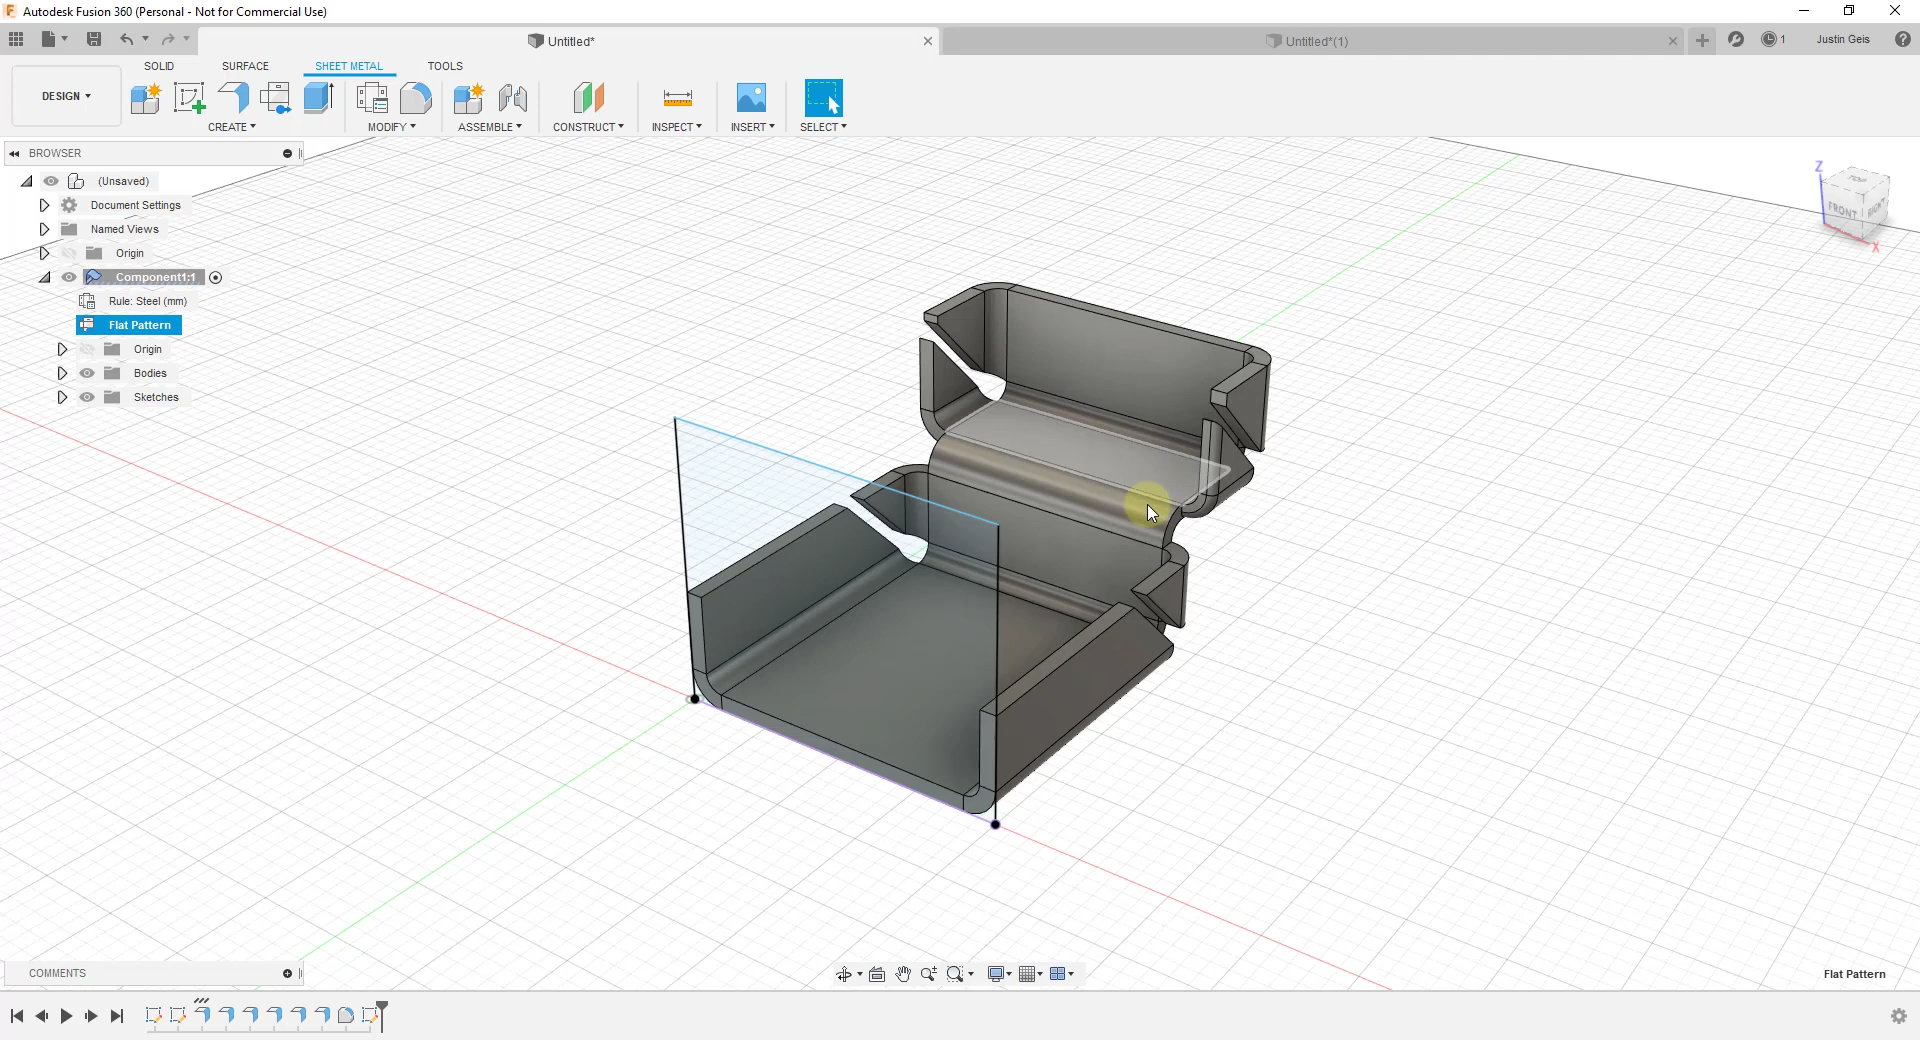 Autodesk Fusion 360 (Personal - Not for Commercial Use)
Untitled*
Untitled*(1)
1
Justin Geis
DESIGN
SOLID
SURFACE
SHEET METAL
TOOLS
CREATE
MODIFY
ASSEMBLE
CONSTRUCT
INSPECT
INSERT
SELECT
BROWSER
(Unsaved)
Document Settings
Named Views
Origin
Component1:1
Rule: Steel (mm)
Flat Pattern
Origin
Bodies
Sketches
Z
TOP
FRONT
RIGHT
X
COMMENTS
Flat Pattern